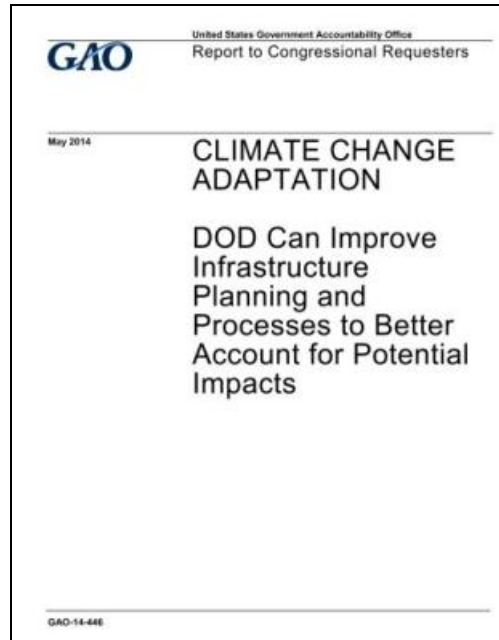 GAO
United States Government Accountability Office
Report to Congressional Requesters
May 2014
CLIMATE CHANGE
ADAPTATION
DOD Can Improve
Infrastructure
Planning and
Processes to Better
Account for Potential
Impacts
GAO-14-446